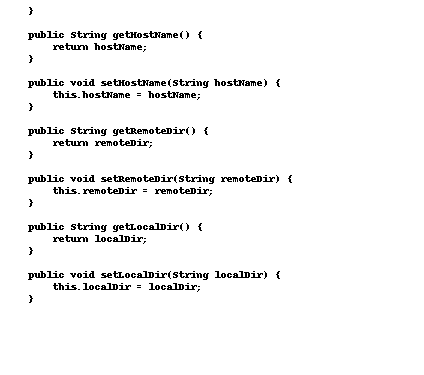 }
public String getHostName() {
return hostName;
}
public void setHostName(String hostName) {
this.hostName = hostName;
}
public String getRemoteDir() {
return remoteDir;
}
public void setRemoteDir(String remoteDir) {
this.remoteDir = remoteDir;
}
public String getLocalDir() {
return localDir;
}
public void setLocalDir(String localDir) {
this.localDir = localDir;
}